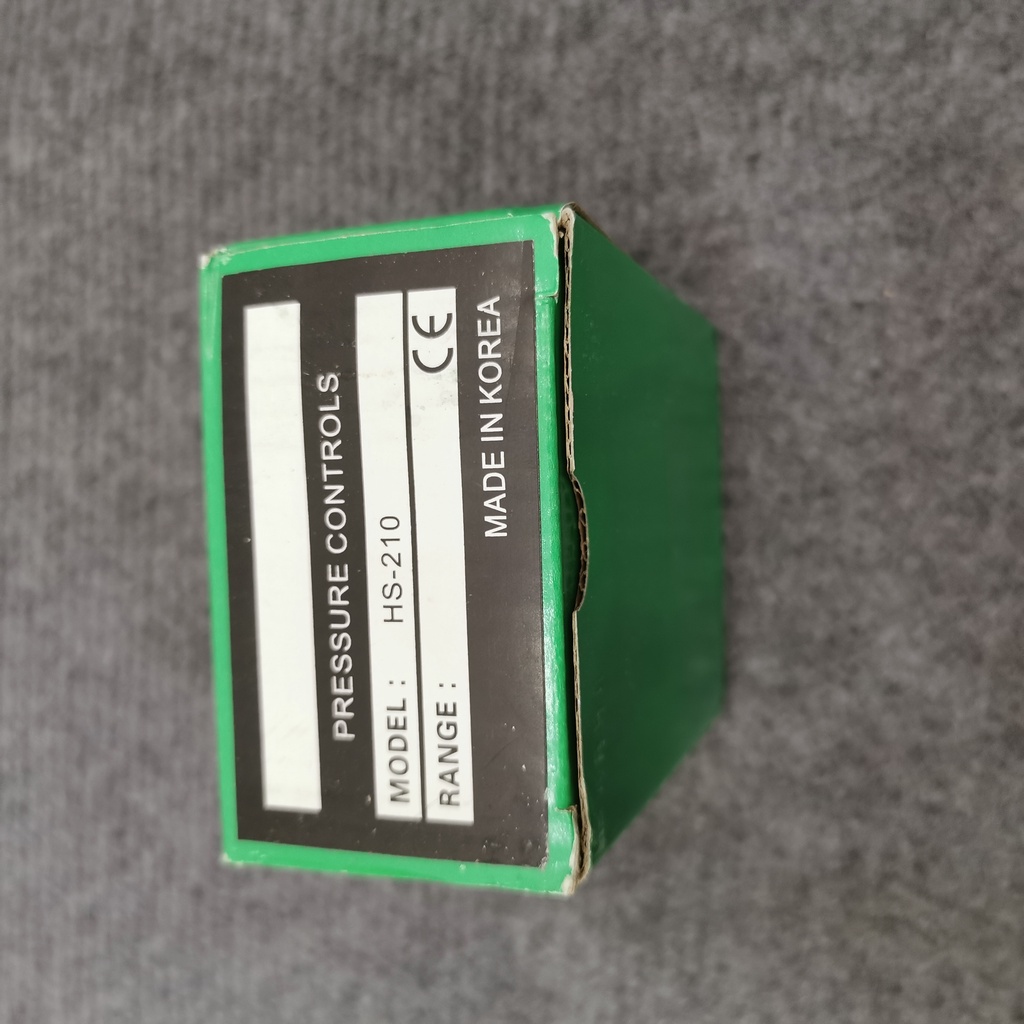 PRESSURE CONTROLS
MODEL : HS-210
RANGE : CE
MADE IN KOREA